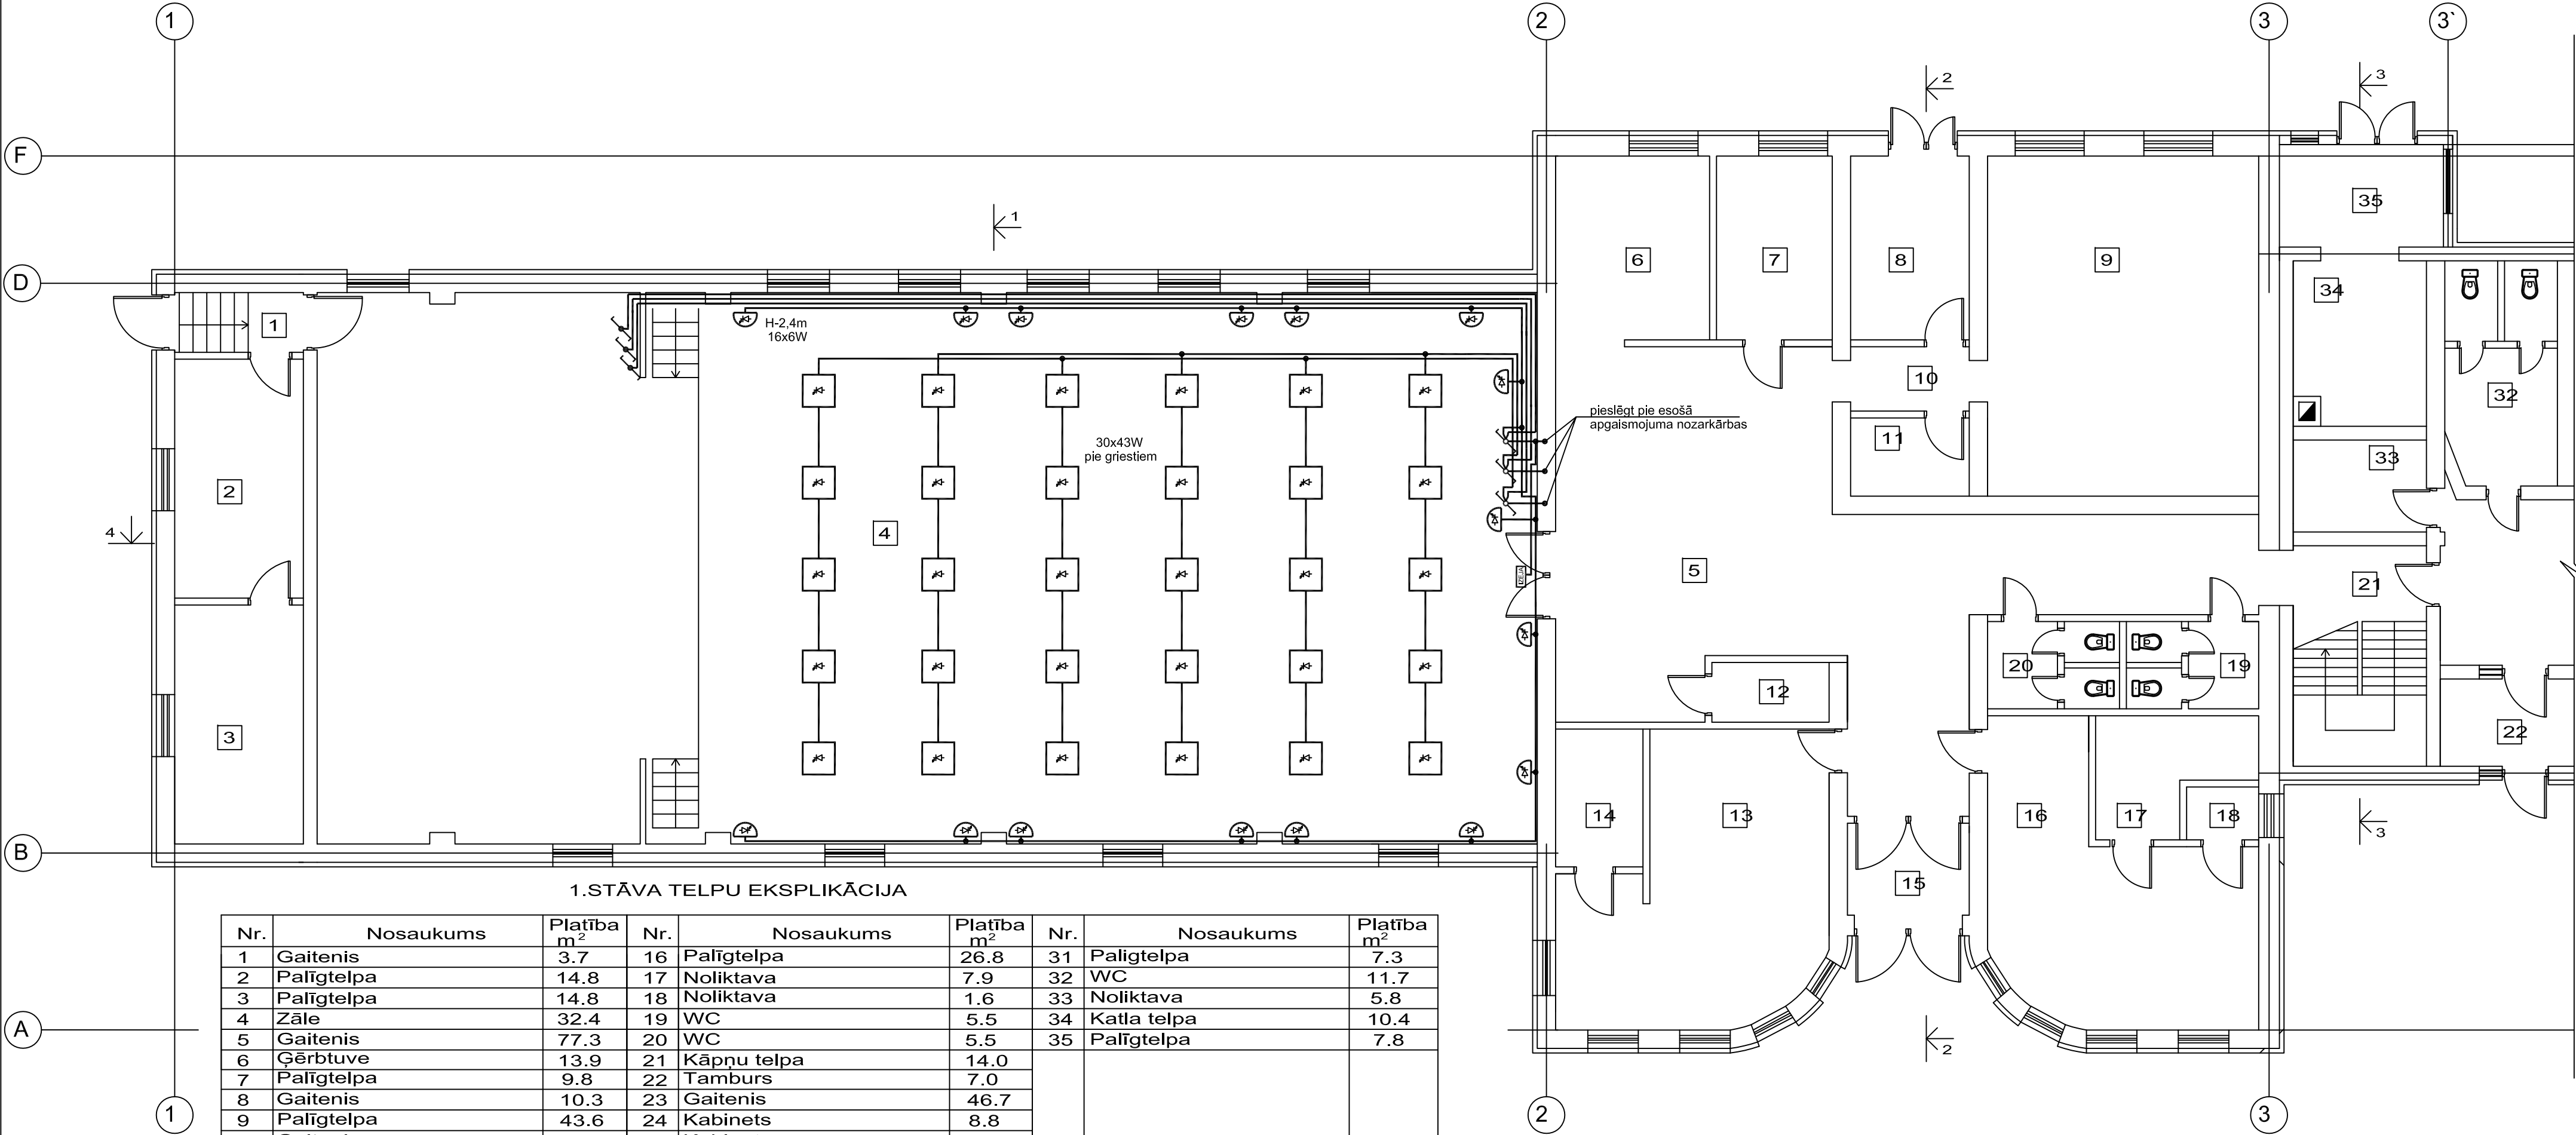 1
2
3
3`
2
3
F
35
1
6
7
8
9
D
34
1
H-2,4m
16x6W
10
32
pieslēgt pie esošā
apgaismojuma nozarkārbas
11
30x43W
pie griestiem
33
2
4
4
IZEJA
5
21
20
19
12
3
22
14
13
16
17
18
3
B
15
1.STĀVA TELPU EKSPLIKĀCIJA
Nr. Nosaukums Platība m² Nr. Nosaukums Platība m² Nr. Nosaukums Platība m²
1 Gaitenis 3.7 16 Palīgtelpa 26.8 31 Paligtelpa 7.3
2 Palīgtelpa 14.8 17 Noliktava 7.9 32 WC 11.7
3 Palīgtelpa 14.8 18 Noliktava 1.6 33 Noliktava 5.8
4 Zāle 32.4 19 WC 5.5 34 Katla telpa 10.4
5 Gaitenis 77.3 20 WC 5.5 35 Palīgtelpa 7.8
6 Ģērbtuve 13.9 21 Kāpņu telpa 14.0
7 Palīgtelpa 9.8 22 Tamburs 7.0
8 Gaitenis 10.3 23 Gaitenis 46.7
9 Palīgtelpa 43.6 24 Kabinets 8.8
A
2
1
2
3